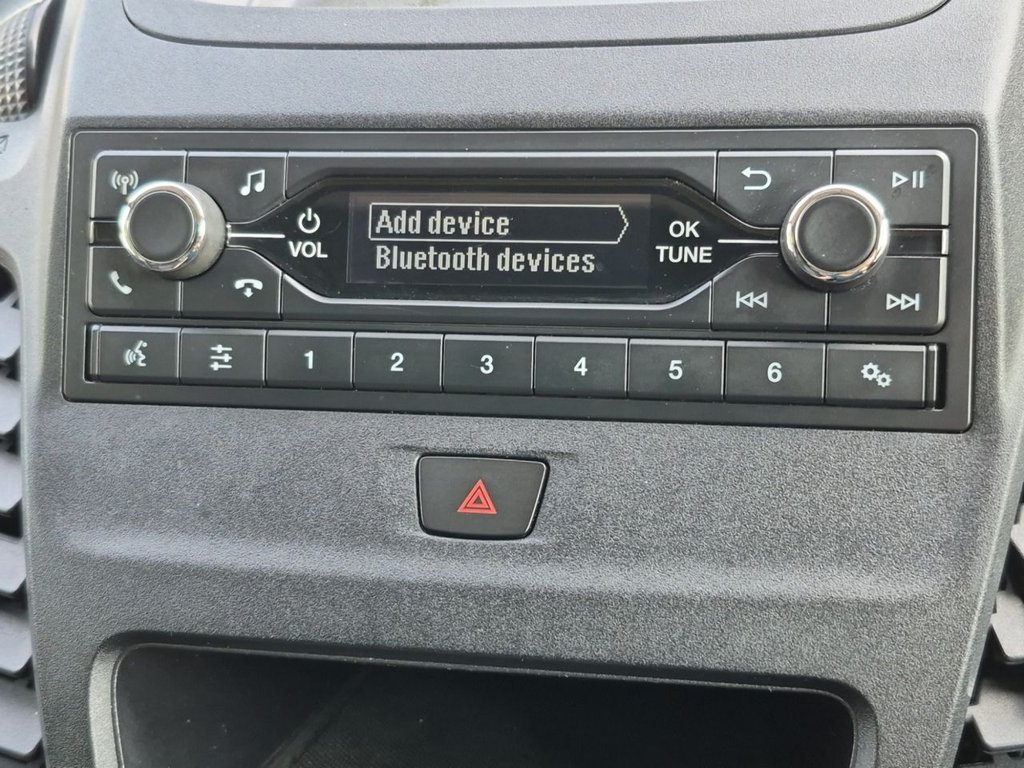 Add device
Bluetooth devices
VOL
OK
TUNE
1 2 3 4 5 6